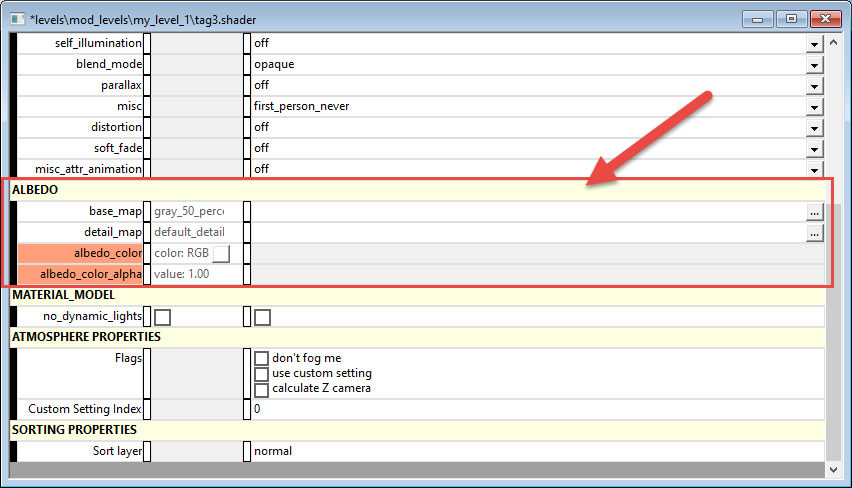 *levels\mod_levels\my_level_1\tag3.shader
self_illumination off
blend_mode opaque
parallax off
misc first_person_never
distortion off
soft_fade off
misc_attr_animation off
ALBEDO
base_map gray_50_perc ...
detail_map default_detail ...
albedo_color color: RGB
albedo_color_alpha value: 1.00
MATERIAL_MODEL
no_dynamic_lights
ATMOSPHERE PROPERTIES
Flags don't fog me
use custom setting
calculate Z camera
Custom Setting Index 0
SORTING PROPERTIES
Sort layer normal